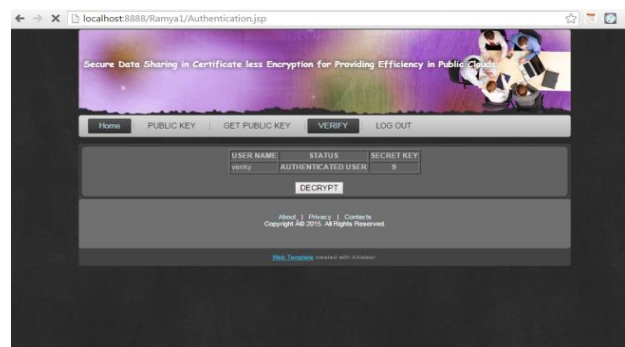 localhost:8888/Ramya1/Authentication.jsp
Secure Data Sharing in Certificate less Encryption for Providing Efficiency in Public Clouds
Home PUBLIC KEY GET PUBLIC KEY VERIFY LOG OUT
USER NAME STATUS SECRET KEY
venky AUTHENTICATED USER 9
DECRYPT
About | Privacy | Contacts
Copyright Â© 2015. All Rights Reserved.
Web Template created with Artisteer.